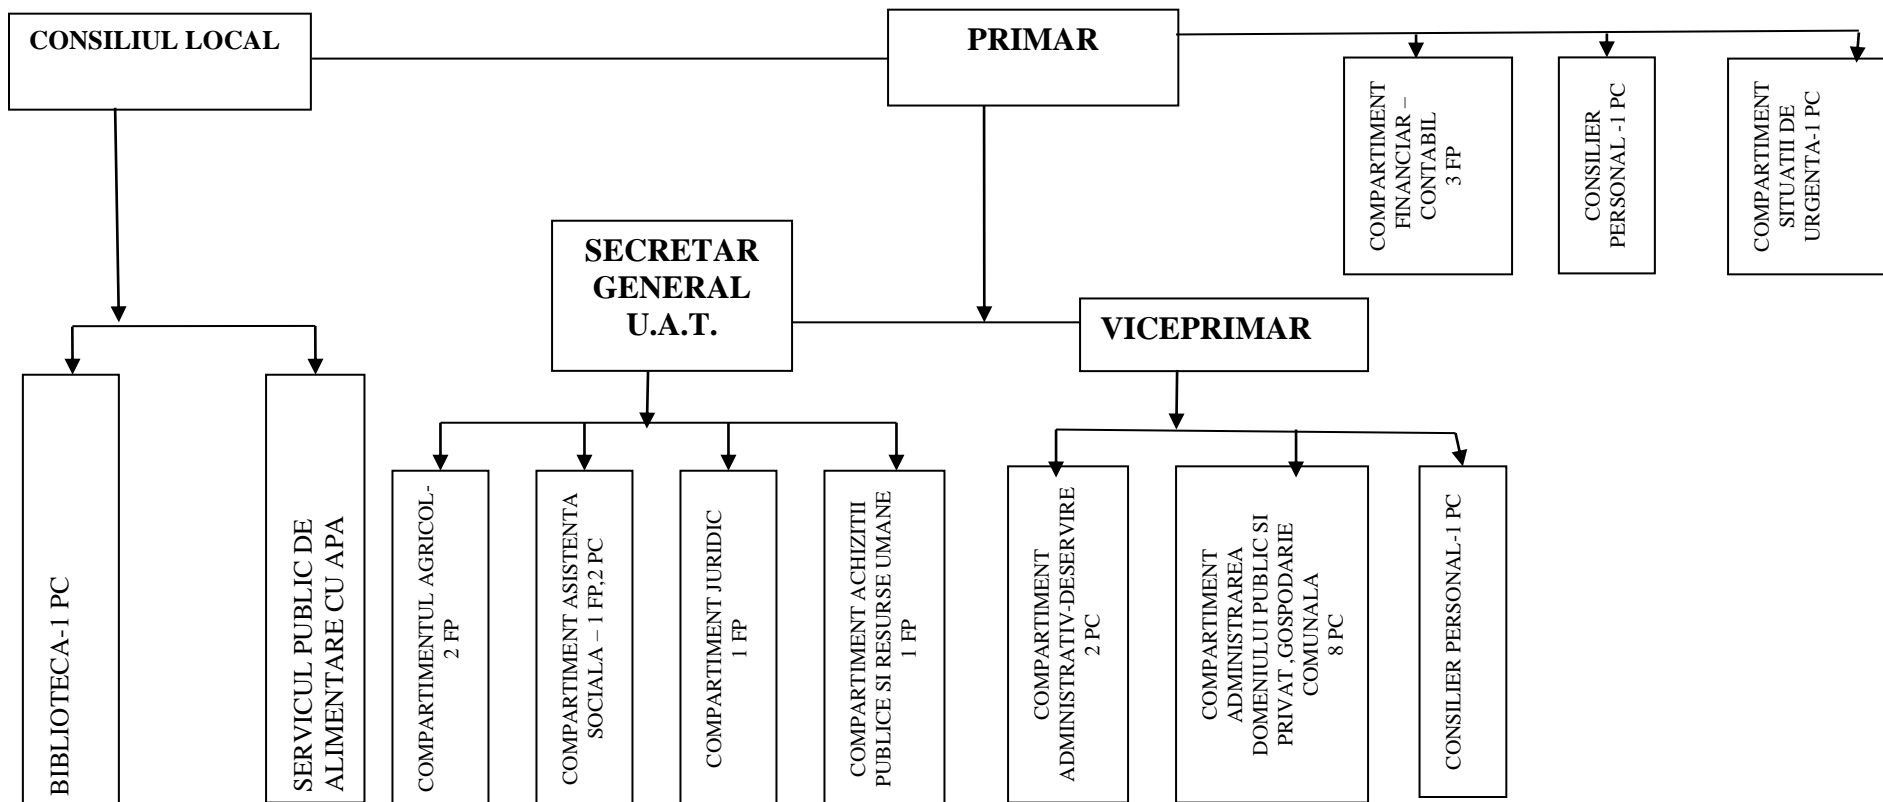 CONSILIUL LOCAL
PRIMAR
COMPARTIMENT
FINANCIAR –
CONTABIL
3 FP
CONSILIER
PERSONAL -1 PC
COMPARTIMENT
SITUATII DE
URGENTA-1 PC
SECRETAR
GENERAL
U.A.T.
VICEPRIMAR
BIBLIOTECA-1 PC
SERVICUL PUBLIC DE
ALIMENTARE CU APA
COMPARTIMENTUL AGRICOL-
2 FP
COMPARTIMENT ASISTENTA
SOCIALA – 1 FP,2 PC
COMPARTIMENT JURIDIC
1 FP
COMPARTIMENT ACHIZITII
PUBLICE SI RESURSE UMANE
1 FP
COMPARTIMENT
ADMINISTRATIV-DESERVIRE
2 PC
COMPARTIMENT
ADMINISTRAREA
DOMENIULUI PUBLIC SI
PRIVAT ,GOSPODARIE
COMUNALA
8 PC
CONSILIER PERSONAL-1 PC